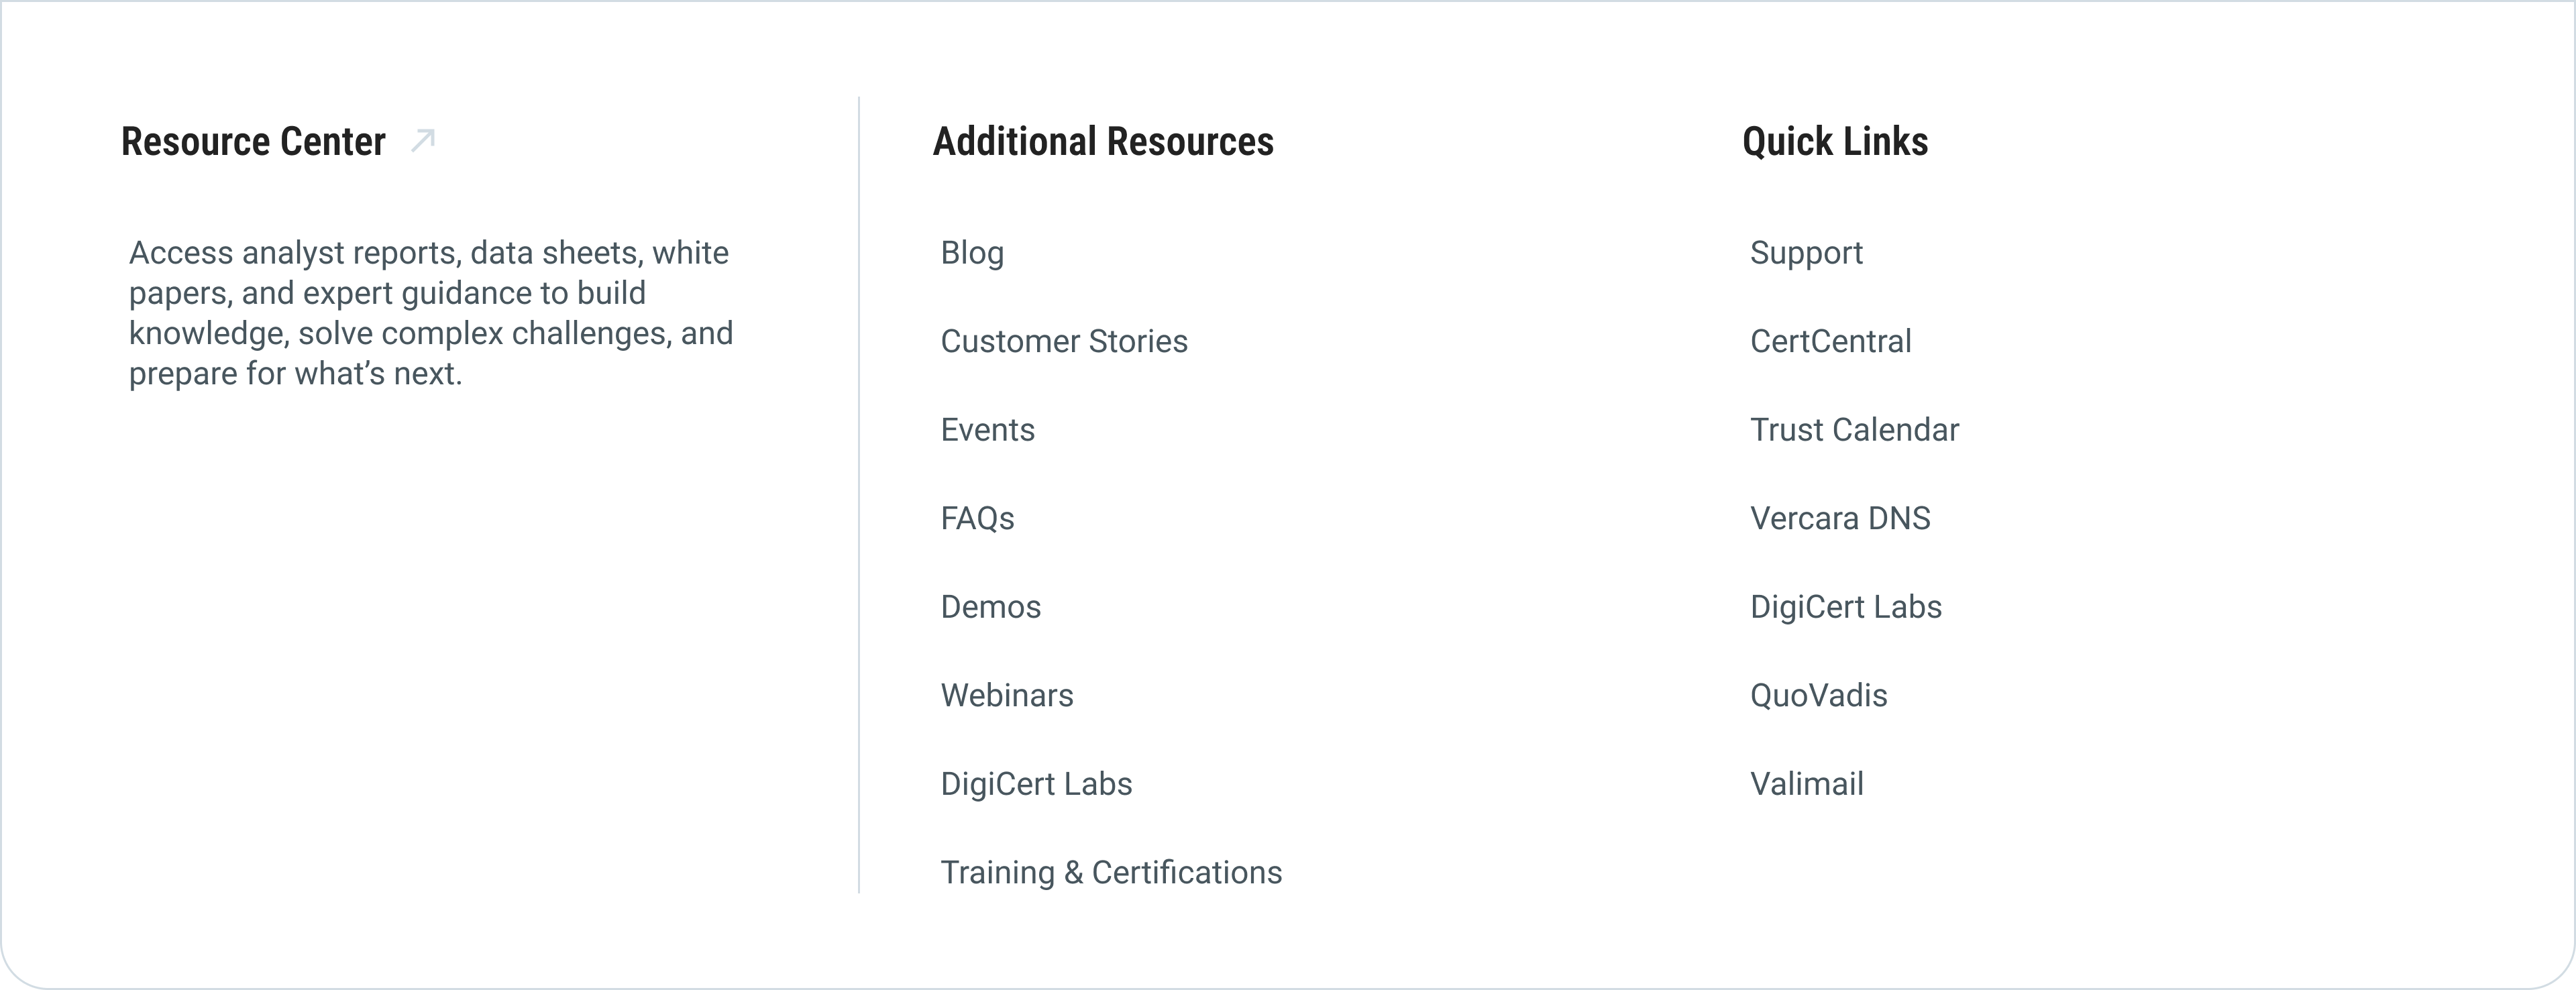 Resource Center
Access analyst reports, data sheets, white
papers, and expert guidance to build
knowledge, solve complex challenges, and
prepare for what’s next.
Additional Resources
Blog
Customer Stories
Events
FAQs
Demos
Webinars
DigiCert Labs
Training & Certifications
Quick Links
Support
CertCentral
Trust Calendar
Vercara DNS
DigiCert Labs
QuoVadis
Valimail